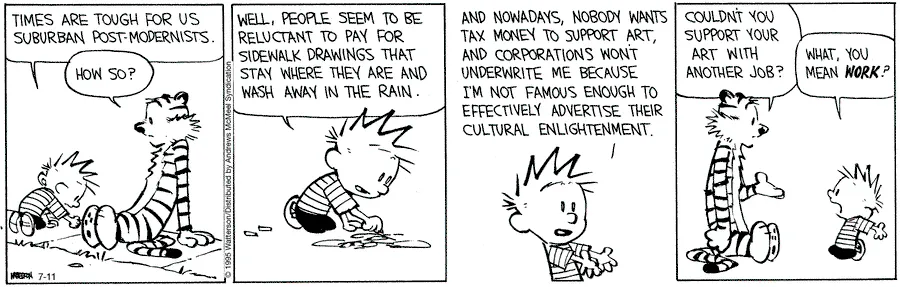 TIMES ARE TOUGH FOR US
SUBURBAN POST-MODERNISTS.
HOW SO?
WATTERSON 7-11
WELL, PEOPLE SEEM TO BE
RELUCTANT TO PAY FOR
SIDEWALK DRAWINGS THAT
STAY WHERE THEY ARE AND
WASH AWAY IN THE RAIN.
© 1995 Watterson/Distributed by Andrews McMeel Syndication
AND NOWADAYS, NOBODY WANTS
TAX MONEY TO SUPPORT ART,
AND CORPORATIONS WON'T
UNDERWRITE ME BECAUSE
I'M NOT FAMOUS ENOUGH TO
EFFECTIVELY ADVERTISE THEIR
CULTURAL ENLIGHTENMENT.
COULDN'T YOU
SUPPORT YOUR
ART WITH
ANOTHER JOB?
WHAT, YOU
MEAN WORK?